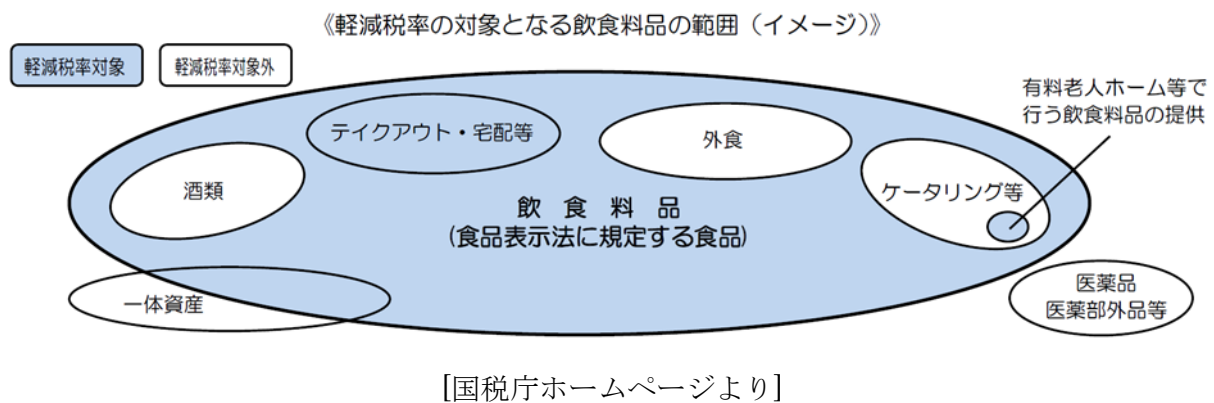 《軽減税率の対象となる飲食料品の範囲（イメージ）》
軽減税率対象
軽減税率対象外
有料老人ホーム等で
行う飲食料品の提供
テイクアウト・宅配等
外食
酒類
ケータリング等
飲食料品
(食品表示法に規定する食品)
一体資産
医薬品
医薬部外品等
[国税庁ホームページより]